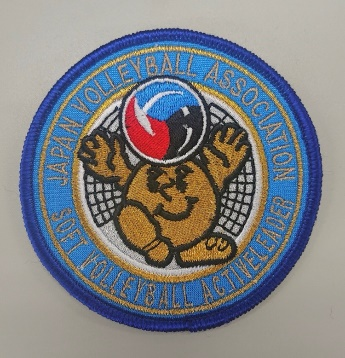 JAPAN VOLLEYBALL ASSOCIATION
SOFT VOLLEYBALL ACTIVELEADER